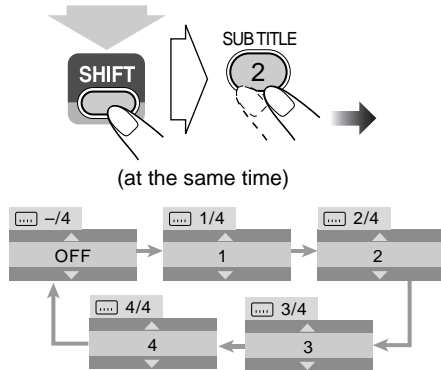 SUB TITLE
SHIFT
2
(at the same time)
–/4
1/4
2/4
OFF
1
2
4/4
3/4
4
3